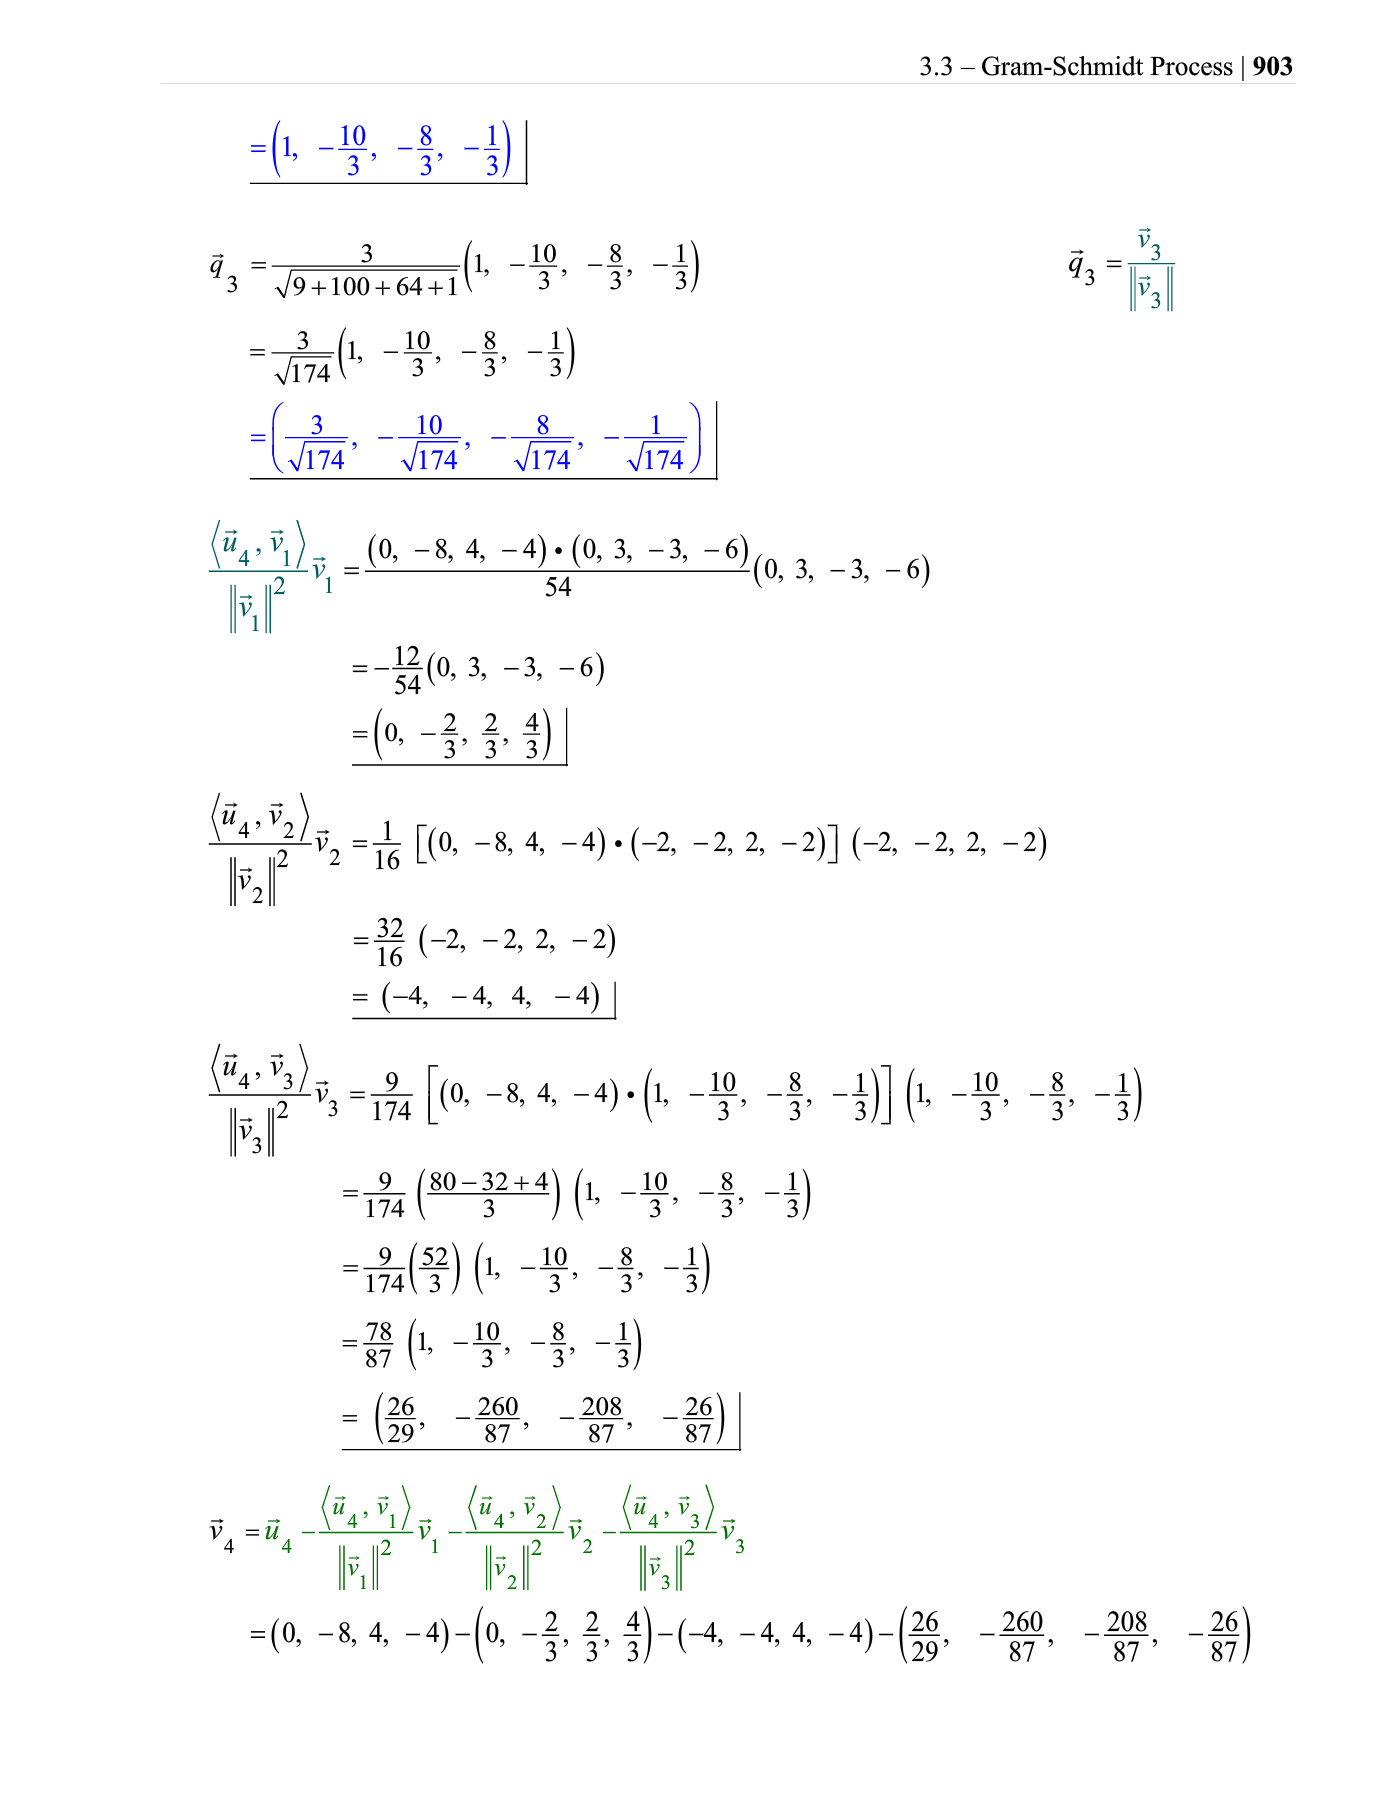 3.3 – Gram-Schmidt Process | 903
= (1, −10/3, −8/3, −1/3)
q⃗₃ = 3/√(9+100+64+1) (1, −10/3, −8/3, −1/3)    q⃗₃ = v⃗₃/‖v⃗₃‖
= 3/√174 (1, −10/3, −8/3, −1/3)
= (3/√174, −10/√174, −8/√174, −1/√174)
⟨u⃗₄, v⃗₁⟩/‖v⃗₁‖² v⃗₁ = (0, −8, 4, −4)•(0, 3, −3, −6)/54 (0, 3, −3, −6)
= −12/54 (0, 3, −3, −6)
= (0, −2/3, 2/3, 4/3)
⟨u⃗₄, v⃗₂⟩/‖v⃗₂‖² v⃗₂ = 1/16 [(0, −8, 4, −4)•(−2, −2, 2, −2)] (−2, −2, 2, −2)
= 32/16 (−2, −2, 2, −2)
= (−4, −4, 4, −4)
⟨u⃗₄, v⃗₃⟩/‖v⃗₃‖² v⃗₃ = 9/174 [(0, −8, 4, −4)•(1, −10/3, −8/3, −1/3)] (1, −10/3, −8/3, −1/3)
= 9/174 ((80−32+4)/3) (1, −10/3, −8/3, −1/3)
= 9/174 (52/3) (1, −10/3, −8/3, −1/3)
= 78/87 (1, −10/3, −8/3, −1/3)
= (26/29, −260/87, −208/87, −26/87)
v⃗₄ = u⃗₄ − ⟨u⃗₄, v⃗₁⟩/‖v⃗₁‖² v⃗₁ − ⟨u⃗₄, v⃗₂⟩/‖v⃗₂‖² v⃗₂ − ⟨u⃗₄, v⃗₃⟩/‖v⃗₃‖² v⃗₃
= (0, −8, 4, −4) − (0, −2/3, 2/3, 4/3) − (−4, −4, 4, −4) − (26/29, −260/87, −208/87, −26/87)